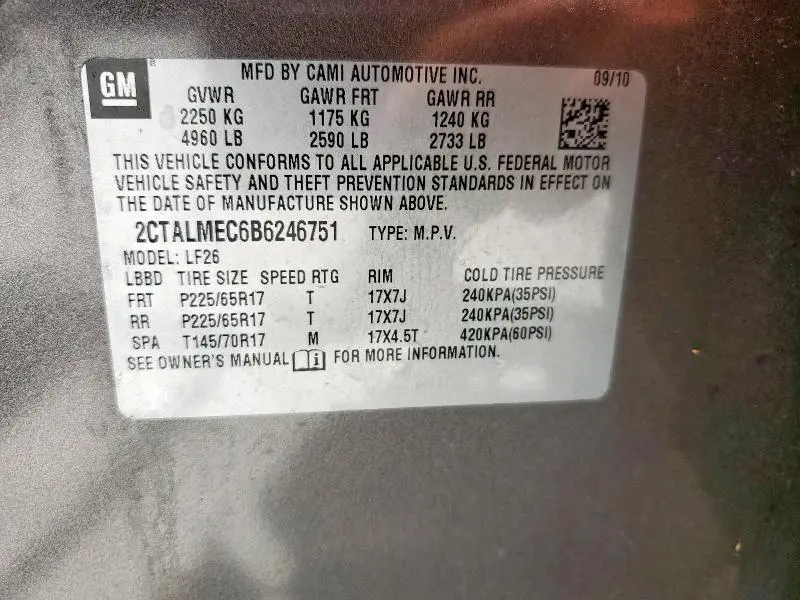 GM
MFD BY CAMI AUTOMOTIVE INC. 09/10
GVWR GAWR FRT GAWR RR
2250 KG 1175 KG 1240 KG
4960 LB 2590 LB 2733 LB
THIS VEHICLE CONFORMS TO ALL APPLICABLE U.S. FEDERAL MOTOR
VEHICLE SAFETY AND THEFT PREVENTION STANDARDS IN EFFECT ON
THE DATE OF MANUFACTURE SHOWN ABOVE.
2CTALMEC6B6246751 TYPE: M.P.V.
MODEL: LF26
LBBD TIRE SIZE SPEED RTG RIM COLD TIRE PRESSURE
FRT P225/65R17 T 17X7J 240KPA(35PSI)
RR P225/65R17 T 17X7J 240KPA(35PSI)
SPA T145/70R17 M 17X4.5T 420KPA(60PSI)
SEE OWNER'S MANUAL i FOR MORE INFORMATION.